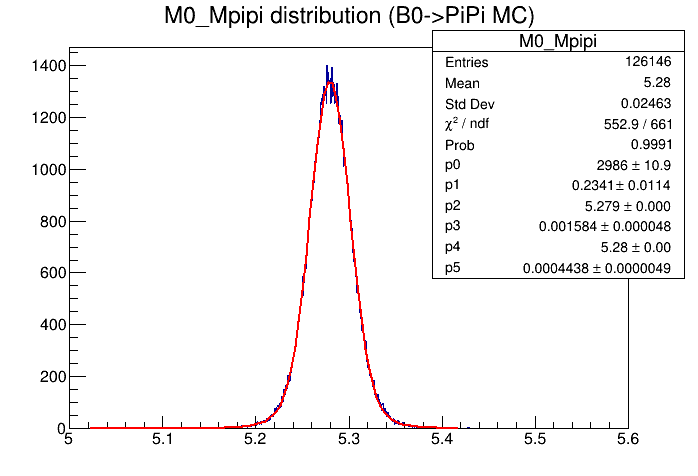 M0_Mpipi distribution (B0->PiPi MC)
M0_Mpipi
Entries 126146
Mean 5.28
Std Dev 0.02463
χ² / ndf 552.9 / 661
Prob 0.9991
p0 2986 ± 10.9
p1 0.2341 ± 0.0114
p2 5.279 ± 0.000
p3 0.001584 ± 0.000048
p4 5.28 ± 0.00
p5 0.0004438 ± 0.0000049
1400
1200
1000
800
600
400
200
0
5 5.1 5.2 5.3 5.4 5.5 5.6